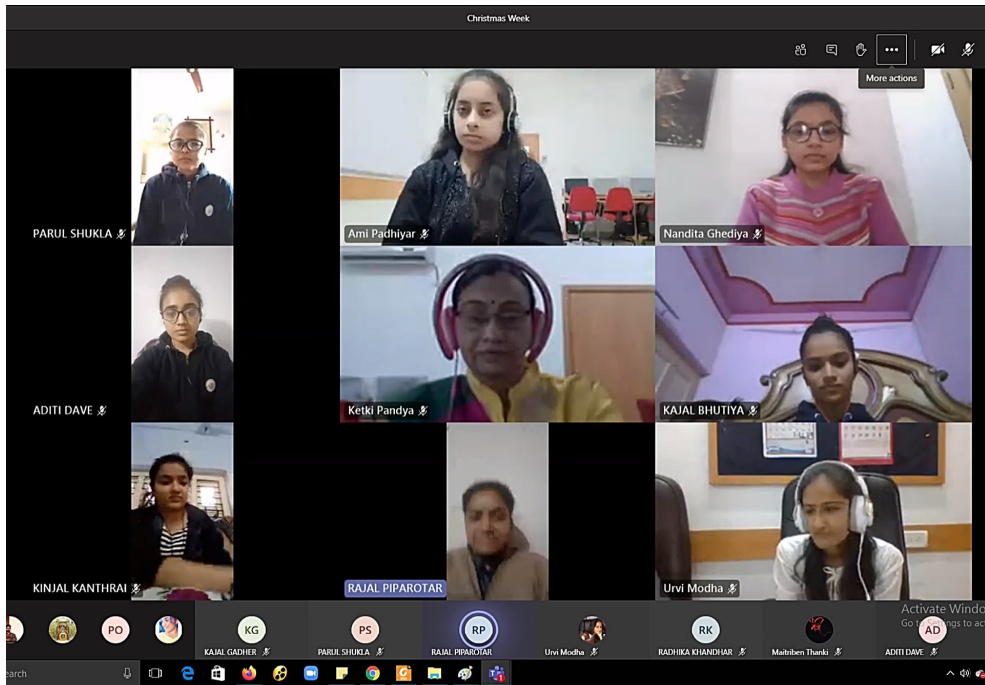 Christmas Week
More actions
PARUL SHUKLA
Ami Padhiyar
Nandita Ghediya
ADITI DAVE
Ketki Pandya
KAJAL BHUTIYA
KINJAL KANTHRAI
RAJAL PIPAROTAR
Urvi Modha
Activate Windo
Go to Settings to act
PO
KG
PS
RP
RK
AD
KAJAL GADHER
PARUL SHUKLA
RAJAL PIPAROTAR
Urvi Modha
RADHIKA KHANDHAR
Maitriben Thanki
ADITI DAVE
earch